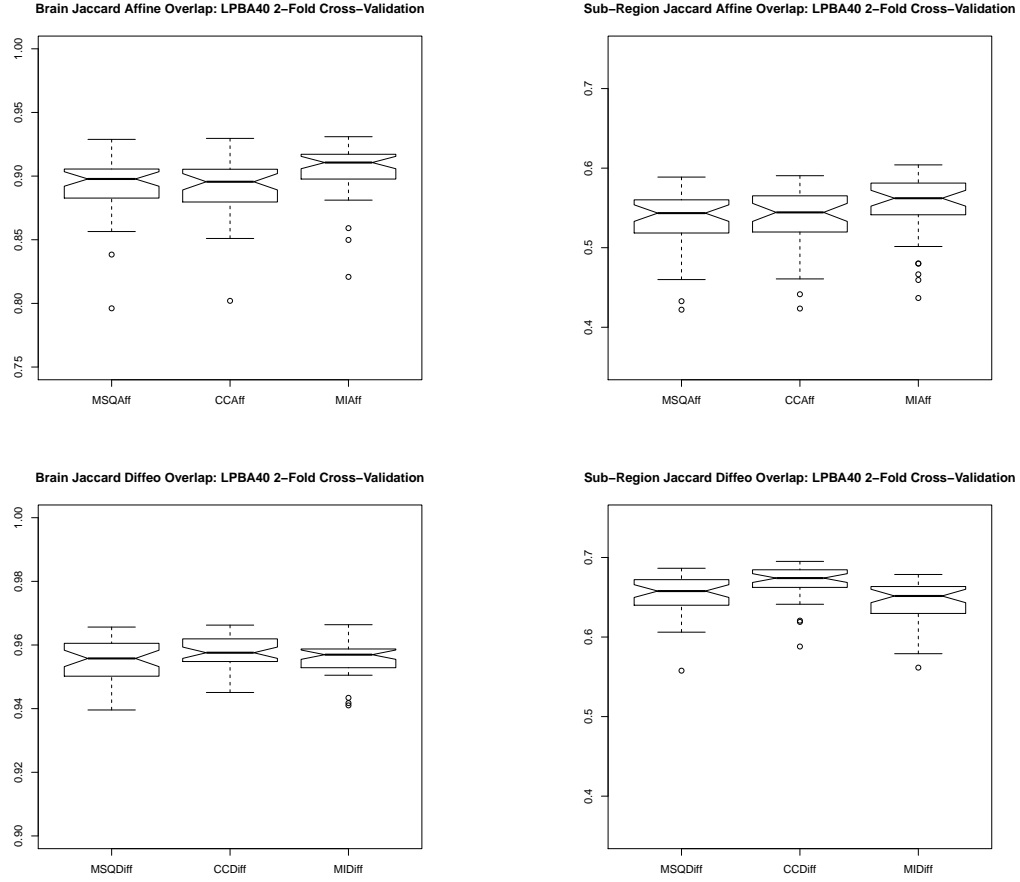 Brain Jaccard Affine Overlap: LPBA40 2−Fold Cross−Validation
1.00
0.95
0.90
0.85
0.80
0.75
MSQAff CCAff MIAff
Sub−Region Jaccard Affine Overlap: LPBA40 2−Fold Cross−Validation
0.7
0.6
0.5
0.4
MSQAff CCAff MIAff
Brain Jaccard Diffeo Overlap: LPBA40 2−Fold Cross−Validation
1.00
0.98
0.96
0.94
0.92
0.90
MSQDiff CCDiff MIDiff
Sub−Region Jaccard Diffeo Overlap: LPBA40 2−Fold Cross−Validation
0.7
0.6
0.5
0.4
MSQDiff CCDiff MIDiff